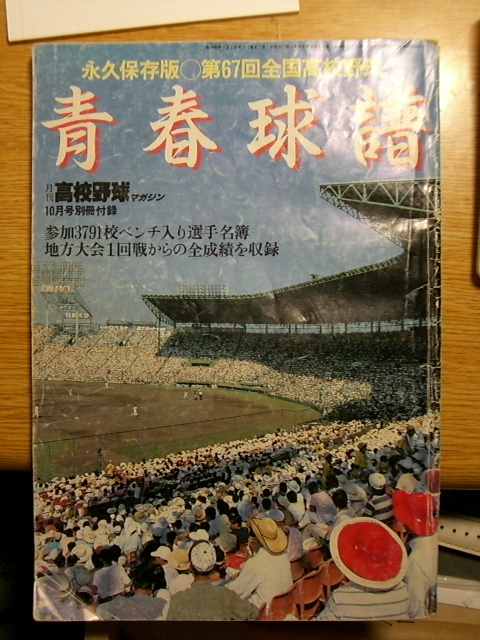 永久保存版○第67回全国高校野球
青春球譜
月刊高校野球マガジン
10月号別冊付録
参加3791校ベンチ入り選手名簿
地方大会1回戦からの全成績を収録